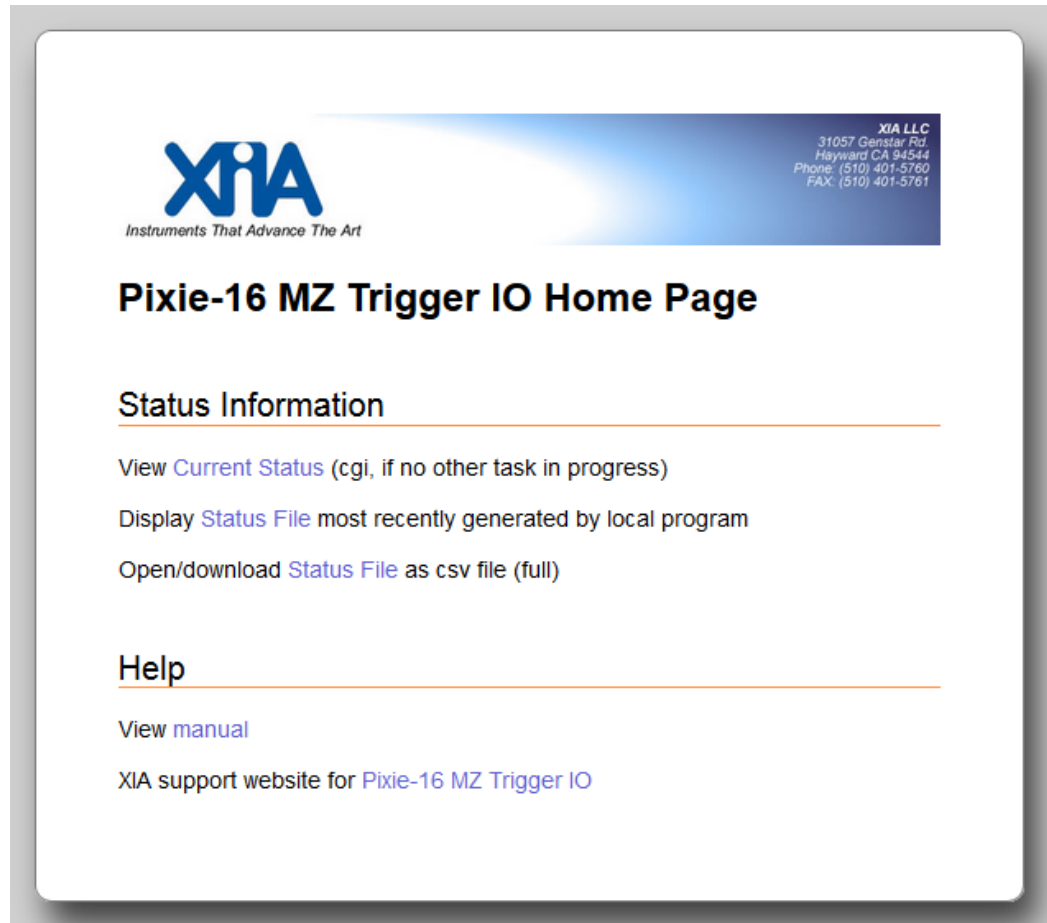 XIA
Instruments That Advance The Art
XIA LLC
31057 Genstar Rd.
Hayward CA 94544
Phone: (510) 401-5760
FAX: (510) 401-5761
Pixie-16 MZ Trigger IO Home Page
Status Information
View Current Status (cgi, if no other task in progress)
Display Status File most recently generated by local program
Open/download Status File as csv file (full)
Help
View manual
XIA support website for Pixie-16 MZ Trigger IO